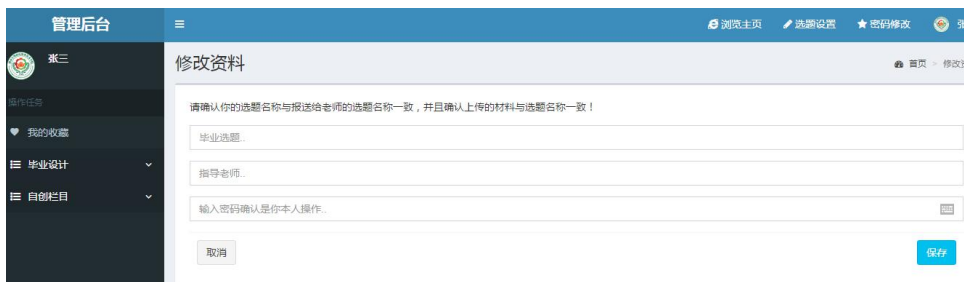 管理后台
浏览主页 选题设置 密码修改
张三
修改资料
首页 > 修改
操作任务
请确认你的选题名称与报送给老师的选题名称一致，并且确认上传的材料与选题名称一致！
我的收藏
毕业选题..
毕业设计
指导老师..
自创栏目
输入密码确认是你本人操作..
取消
保存